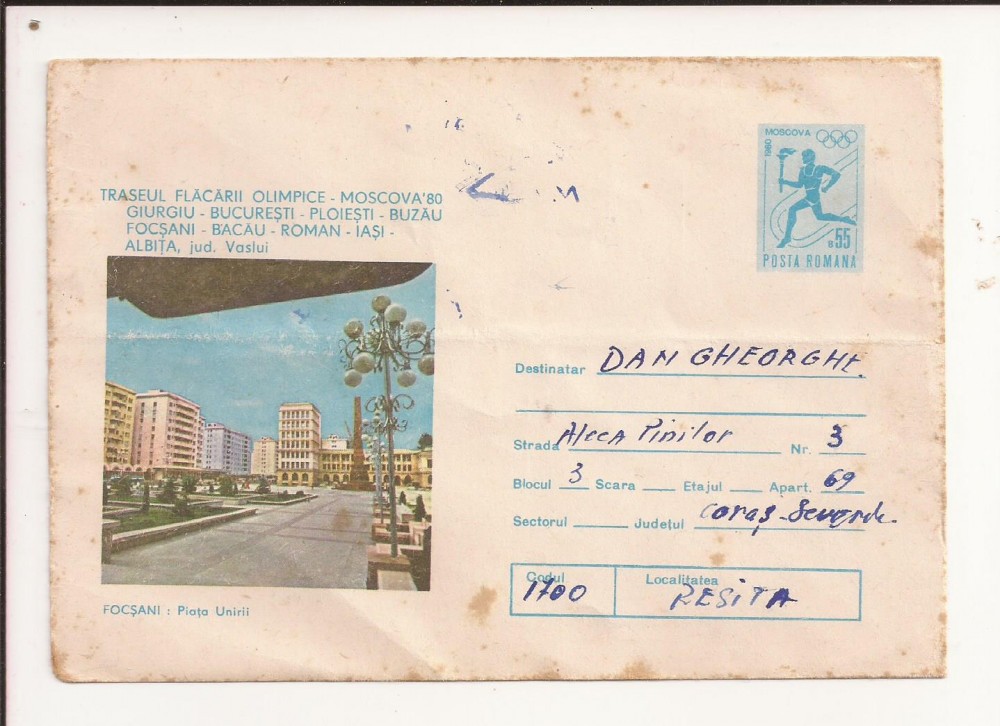 TRASEUL FLĂCĂRII OLIMPICE - MOSCOVA'80
GIURGIU - BUCUREȘTI - PLOIEȘTI - BUZĂU
FOCȘANI - BACĂU - ROMAN - IAȘI -
ALBIȚA, jud. Vaslui
1980 MOSCOVA
B 55
POSTA ROMANA
Destinatar DAN GHEORGHE.
Strada Aleea Pinilor Nr. 3
Blocul 3 Scara Etajul Apart. 69
Sectorul Județul Caraș-Severin.
Codul 1700 Localitatea REȘITA
FOCȘANI : Piața Unirii